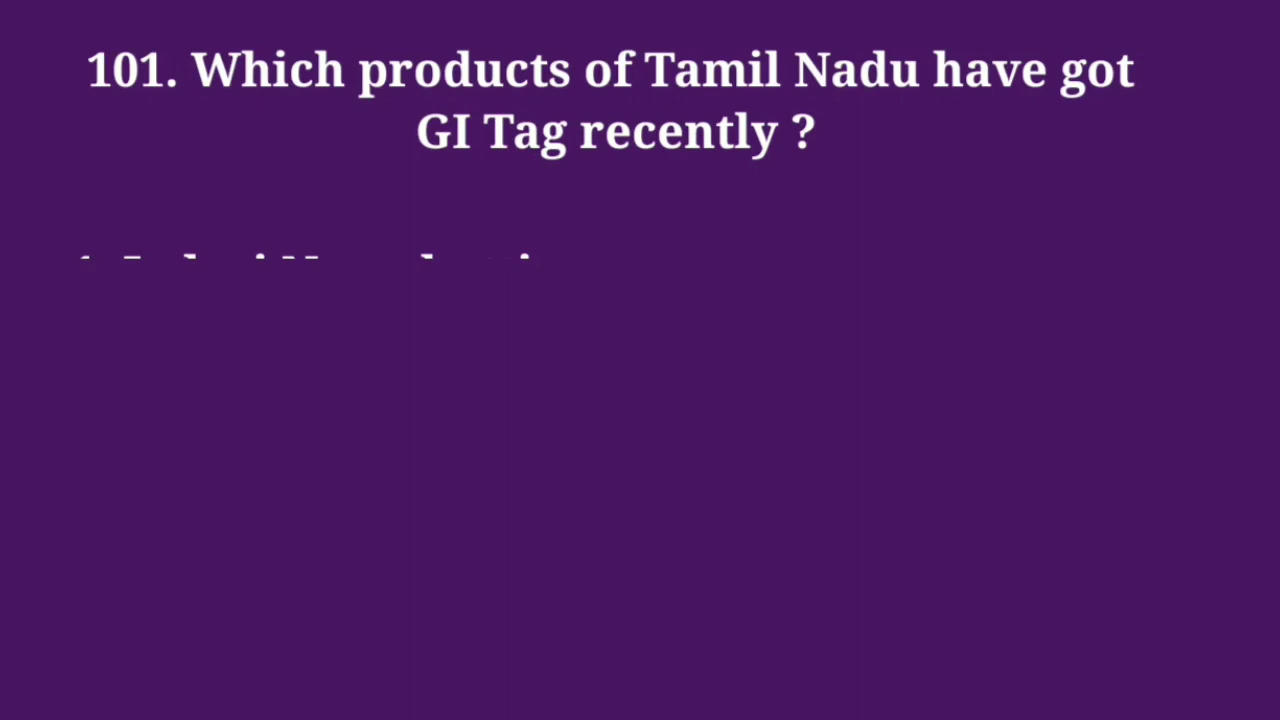 101. Which products of Tamil Nadu have got
GI Tag recently ?